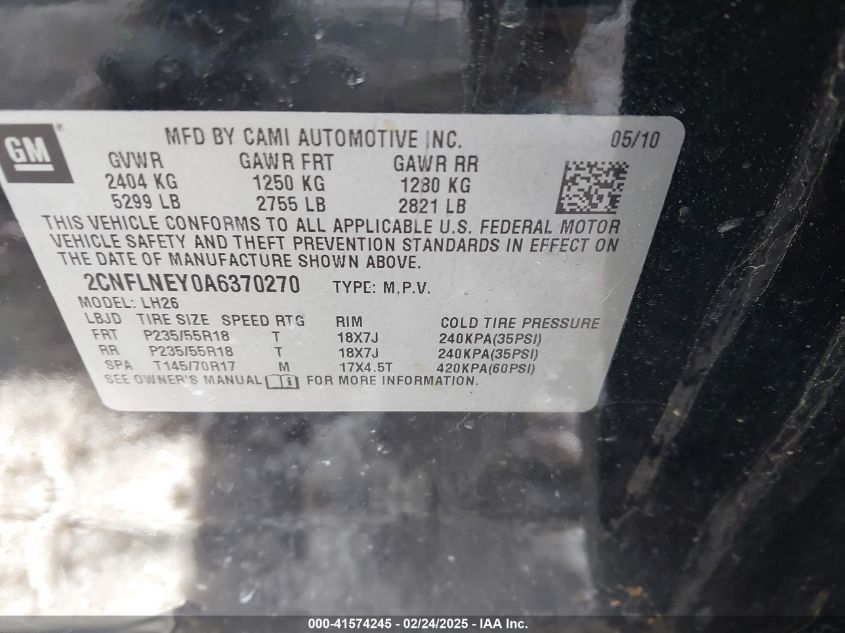 GM
MFD BY CAMI AUTOMOTIVE INC. 05/10
GVWR GAWR FRT GAWR RR
2404 KG 1250 KG 1280 KG
5299 LB 2755 LB 2821 LB
THIS VEHICLE CONFORMS TO ALL APPLICABLE U.S. FEDERAL MOTOR
VEHICLE SAFETY AND THEFT PREVENTION STANDARDS IN EFFECT ON
THE DATE OF MANUFACTURE SHOWN ABOVE.
2CNFLNEY0A6370270 TYPE: M.P.V.
MODEL: LH26
LBJD TIRE SIZE SPEED RTG RIM COLD TIRE PRESSURE
FRT P235/55R18 T 18X7J 240KPA(35PSI)
RR P235/55R18 T 18X7J 240KPA(35PSI)
SPA T145/70R17 M 17X4.5T 420KPA(60PSI)
SEE OWNER'S MANUAL FOR MORE INFORMATION.
000-41574245 - 02/24/2025 - IAA Inc.